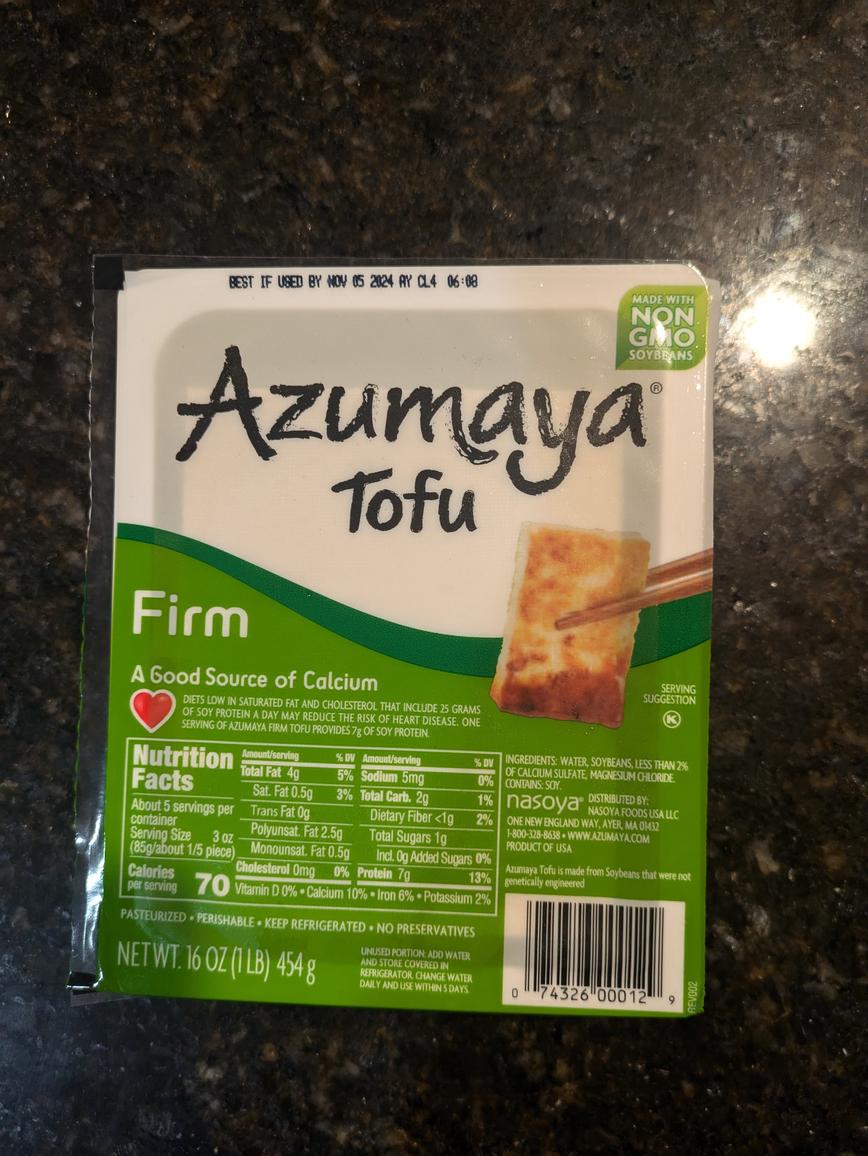 BEST IF USED BY NOV 05 2024 AY CL4 06:08
MADE WITH
NON
GMO
SOYBEANS
Azumaya®
Tofu
Firm
A Good Source of Calcium
DIETS LOW IN SATURATED FAT AND CHOLESTEROL THAT INCLUDE 25 GRAMS
OF SOY PROTEIN A DAY MAY REDUCE THE RISK OF HEART DISEASE. ONE
SERVING OF AZUMAYA FIRM TOFU PROVIDES 7g OF SOY PROTEIN.
SERVING
SUGGESTION
K
Nutrition
Facts
About 5 servings per
container
Serving Size 3 oz
(85g/about 1/5 piece)
Calories
per serving 70
Amount/serving % DV
Total Fat 4g 5%
Sat. Fat 0.5g 3%
Trans Fat 0g
Polyunsat. Fat 2.5g
Monounsat. Fat 0.5g
Cholesterol 0mg 0%
Amount/serving % DV
Sodium 5mg 0%
Total Carb. 2g 1%
Dietary Fiber <1g 2%
Total Sugars 1g
Incl. 0g Added Sugars 0%
Protein 7g 13%
Vitamin D 0% • Calcium 10% • Iron 6% • Potassium 2%
INGREDIENTS: WATER, SOYBEANS, LESS THAN 2%
OF CALCIUM SULFATE, MAGNESIUM CHLORIDE.
CONTAINS: SOY.
nasoya® DISTRIBUTED BY:
NASOYA FOODS USA LLC
ONE NEW ENGLAND WAY, AYER, MA 01432
1-800-328-8638 • WWW.AZUMAYA.COM
PRODUCT OF USA
Azumaya Tofu is made from Soybeans that were not
genetically engineered
PASTEURIZED • PERISHABLE • KEEP REFRIGERATED • NO PRESERVATIVES
NET WT. 16 OZ (1 LB) 454 g
UNUSED PORTION: ADD WATER
AND STORE COVERED IN
REFRIGERATOR. CHANGE WATER
DAILY AND USE WITHIN 5 DAYS.
0 74326 00012 9
REV002